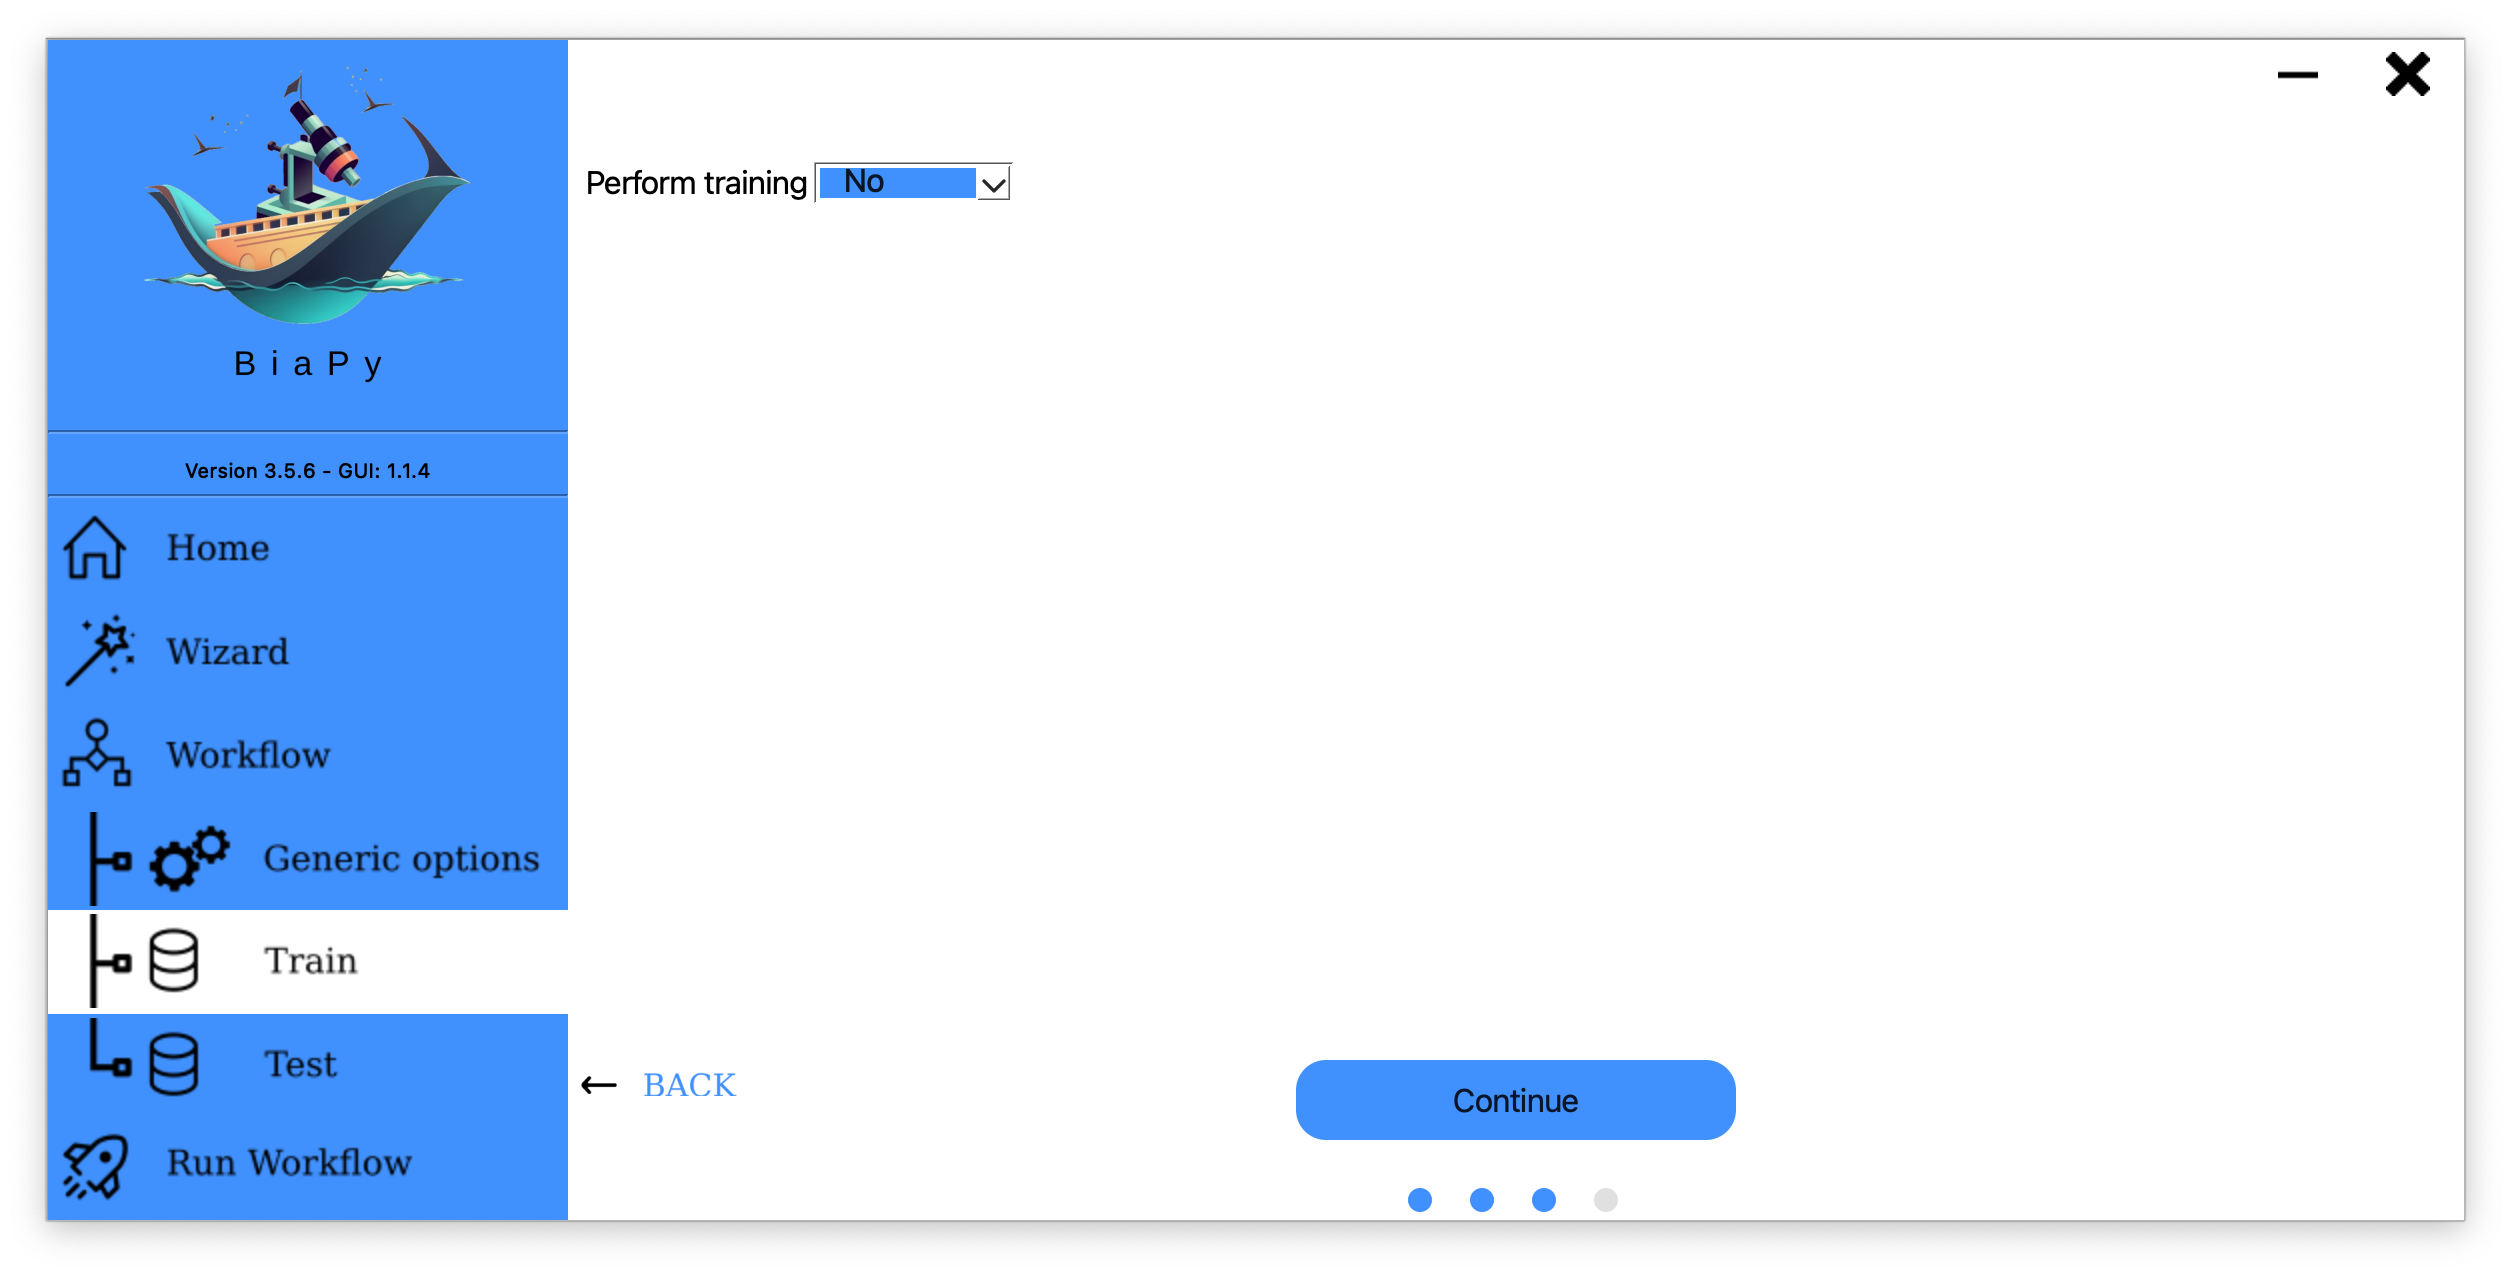 BiaPy
Version 3.5.6 - GUI: 1.1.4
Home
Wizard
Workflow
Generic options
Train
Test
Run Workflow
Perform training No
BACK
Continue